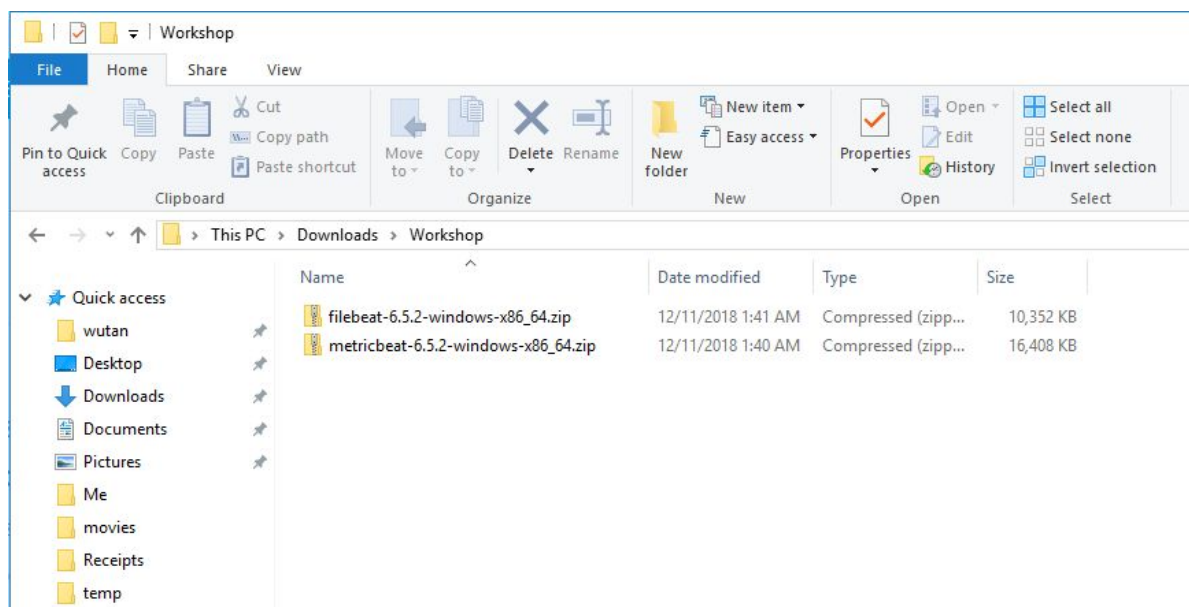 Workshop
File Home Share View
Pin to Quick access
Copy
Paste
Cut
Copy path
Paste shortcut
Clipboard
Move to
Copy to
Delete
Rename
Organize
New folder
New item
Easy access
New
Properties
Open
Edit
History
Open
Select all
Select none
Invert selection
Select
This PC > Downloads > Workshop
Quick access
wutan
Desktop
Downloads
Documents
Pictures
Me
movies
Receipts
temp
Name Date modified Type Size
filebeat-6.5.2-windows-x86_64.zip 12/11/2018 1:41 AM Compressed (zipp... 10,352 KB
metricbeat-6.5.2-windows-x86_64.zip 12/11/2018 1:40 AM Compressed (zipp... 16,408 KB